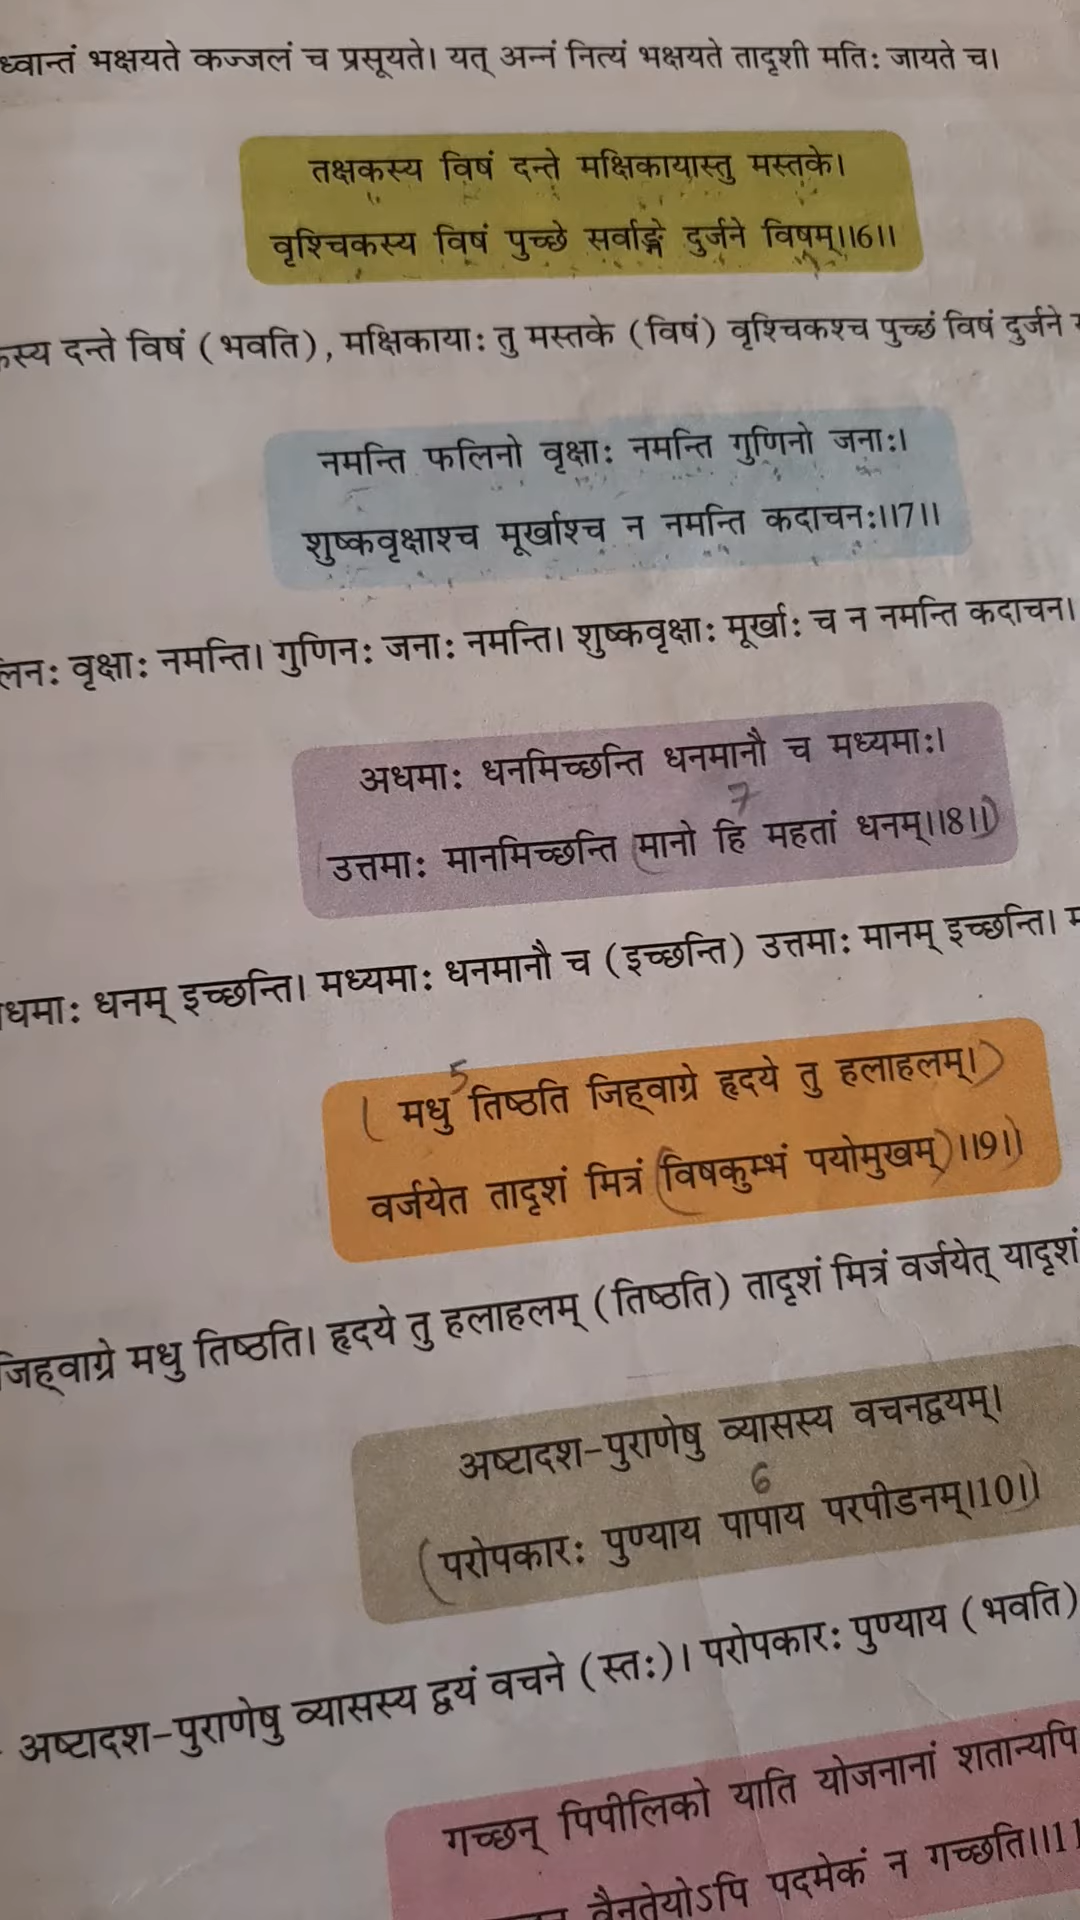 ध्वान्तं भक्षयते कज्जलं च प्रसूयते। यत् अन्नं नित्यं भक्षयते तादृशी मतिः जायते च।
तक्षकस्य विषं दन्ते मक्षिकायास्तु मस्तके।
वृश्चिकस्य विषं पुच्छे सर्वाङ्गे दुर्जने विषम्।।6।।
दन्ते विषं (भवति), मक्षिकायाः तु मस्तके (विषं) वृश्चिकश्च पुच्छं विषं दुर्जने
नमन्ति फलिनो वृक्षाः नमन्ति गुणिनो जनाः।
शुष्कवृक्षाश्च मूर्खाश्च न नमन्ति कदाचनः।।7।।
वृक्षाः नमन्ति। गुणिनः जनाः नमन्ति। शुष्कवृक्षाः मूर्खाः च न नमन्ति कदाचन।
अधमाः धनमिच्छन्ति धनमानौ च मध्यमाः।
7
उत्तमाः मानमिच्छन्ति (मानो हि महतां धनम्।।8।।)
धमाः धनम् इच्छन्ति। मध्यमाः धनमानौ च (इच्छन्ति) उत्तमाः मानम् इच्छन्ति।
5
(मधु तिष्ठति जिह्वाग्रे हृदये तु हलाहलम्।)
वर्जयेत तादृशं मित्रं (विषकुम्भं पयोमुखम्)।।9।।)
जिह्वाग्रे मधु तिष्ठति। हृदये तु हलाहलम् (तिष्ठति) तादृशं मित्रं वर्जयेत् यादृशं
अष्टादश-पुराणेषु व्यासस्य वचनद्वयम्।
6
(परोपकारः पुण्याय पापाय परपीडनम्।।10।।)
अष्टादश-पुराणेषु व्यासस्य द्वयं वचने (स्तः)। परोपकारः पुण्याय (भवति)
गच्छन् पिपीलिको याति योजनानां शतान्यपि
वैनतेयोऽपि पदमेकं न गच्छति।।11